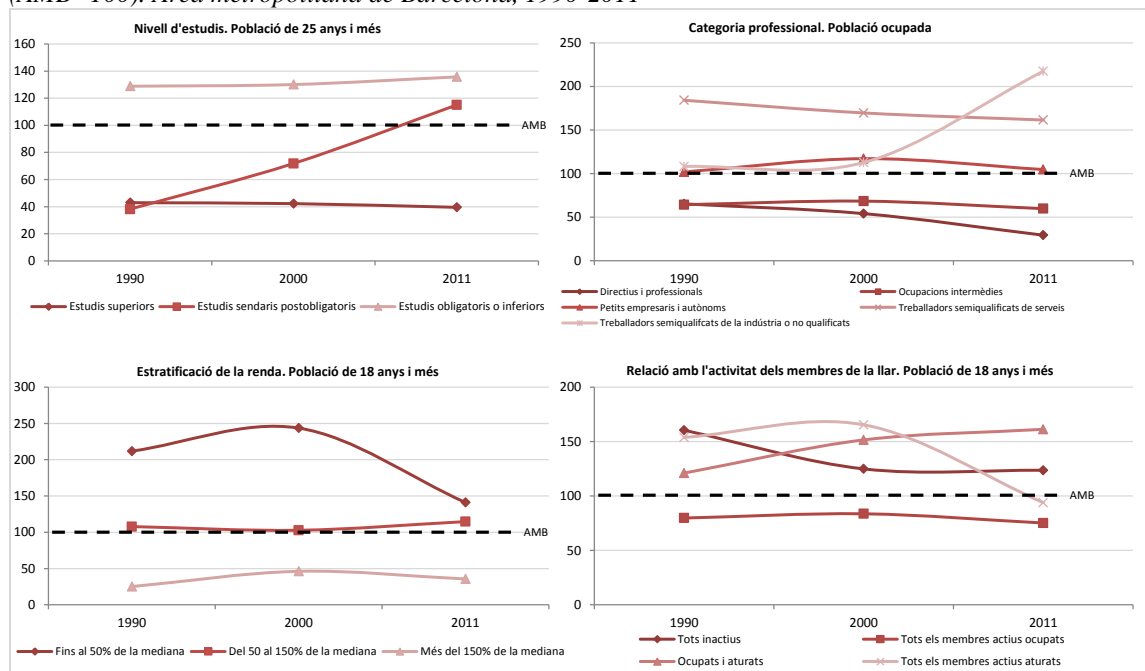 (AMB=100). Àrea metropolitana de Barcelona, 1990-2011
Nivell d'estudis. Població de 25 anys i més
160
140
120
100
80
60
40
20
0
AMB
1990
2000
2011
Estudis superiors
Estudis sendaris postobligatoris
Estudis obligatoris o inferiors
Categoria professional. Població ocupada
250
200
150
100
50
0
AMB
1990
2000
2011
Directius i professionals
Ocupacions intermèdies
Petits empresaris i autònoms
Treballadors semiqualificats de serveis
Treballadors semiqualifcats de la indústria o no qualificats
Estratificació de la renda. Població de 18 anys i més
300
250
200
150
100
50
0
AMB
1990
2000
2011
Fins al 50% de la mediana
Del 50 al 150% de la mediana
Més del 150% de la mediana
Relació amb l'activitat dels membres de la llar. Població de 18 anys i més
200
150
100
50
0
AMB
1990
2000
2011
Tots inactius
Tots els membres actius ocupats
Ocupats i aturats
Tots els membres actius aturats